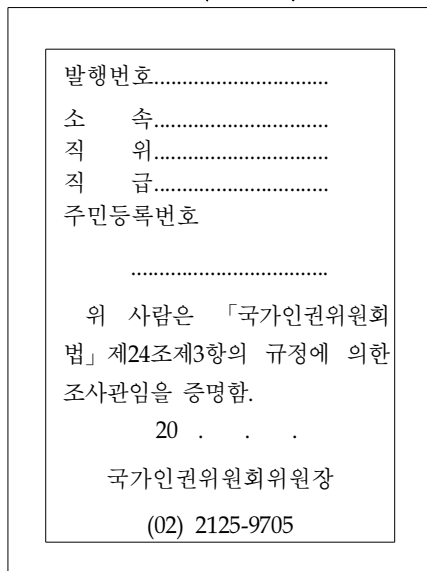 발행번호...............................
소 속...............................
직 위...............................
직 급...............................
주민등록번호
...................................
위 사람은 「국가인권위원회
법」제24조제3항의 규정에 의한
조사관임을 증명함.
20 . . .
국가인권위원회위원장
(02) 2125-9705